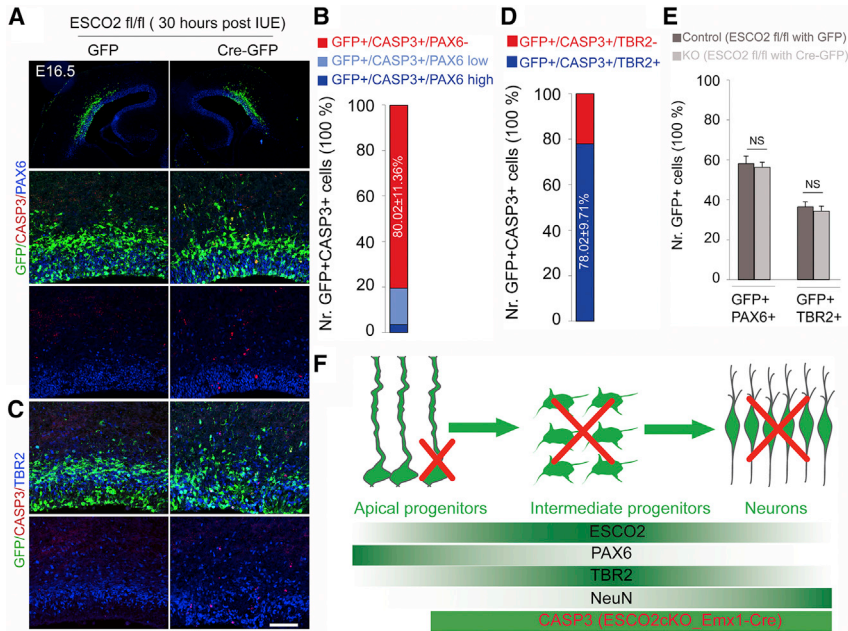 A
ESCO2 fl/fl ( 30 hours post IUE)
GFP
Cre-GFP
E16.5
GFP/CASP3/PAX6
C
GFP/CASP3/TBR2
B
GFP+/CASP3+/PAX6-
GFP+/CASP3+/PAX6 low
GFP+/CASP3+/PAX6 high
Nr. GFP+CASP3+ cells (100 %)
100
80
60
40
20
0
80.02±11.36%
D
GFP+/CASP3+/TBR2-
GFP+/CASP3+/TBR2+
Nr. GFP+CASP3+ cells (100 %)
100
80
60
40
20
0
78.02±9.71%
E
Control (ESCO2 fl/fl with GFP)
KO (ESCO2 fl/fl with Cre-GFP)
Nr. GFP+ cells (100 %)
100
80
60
40
20
0
NS
NS
GFP+
PAX6+
GFP+
TBR2+
F
Apical progenitors
Intermediate progenitors
Neurons
ESCO2
PAX6
TBR2
NeuN
CASP3 (ESCO2cKO_Emx1-Cre)